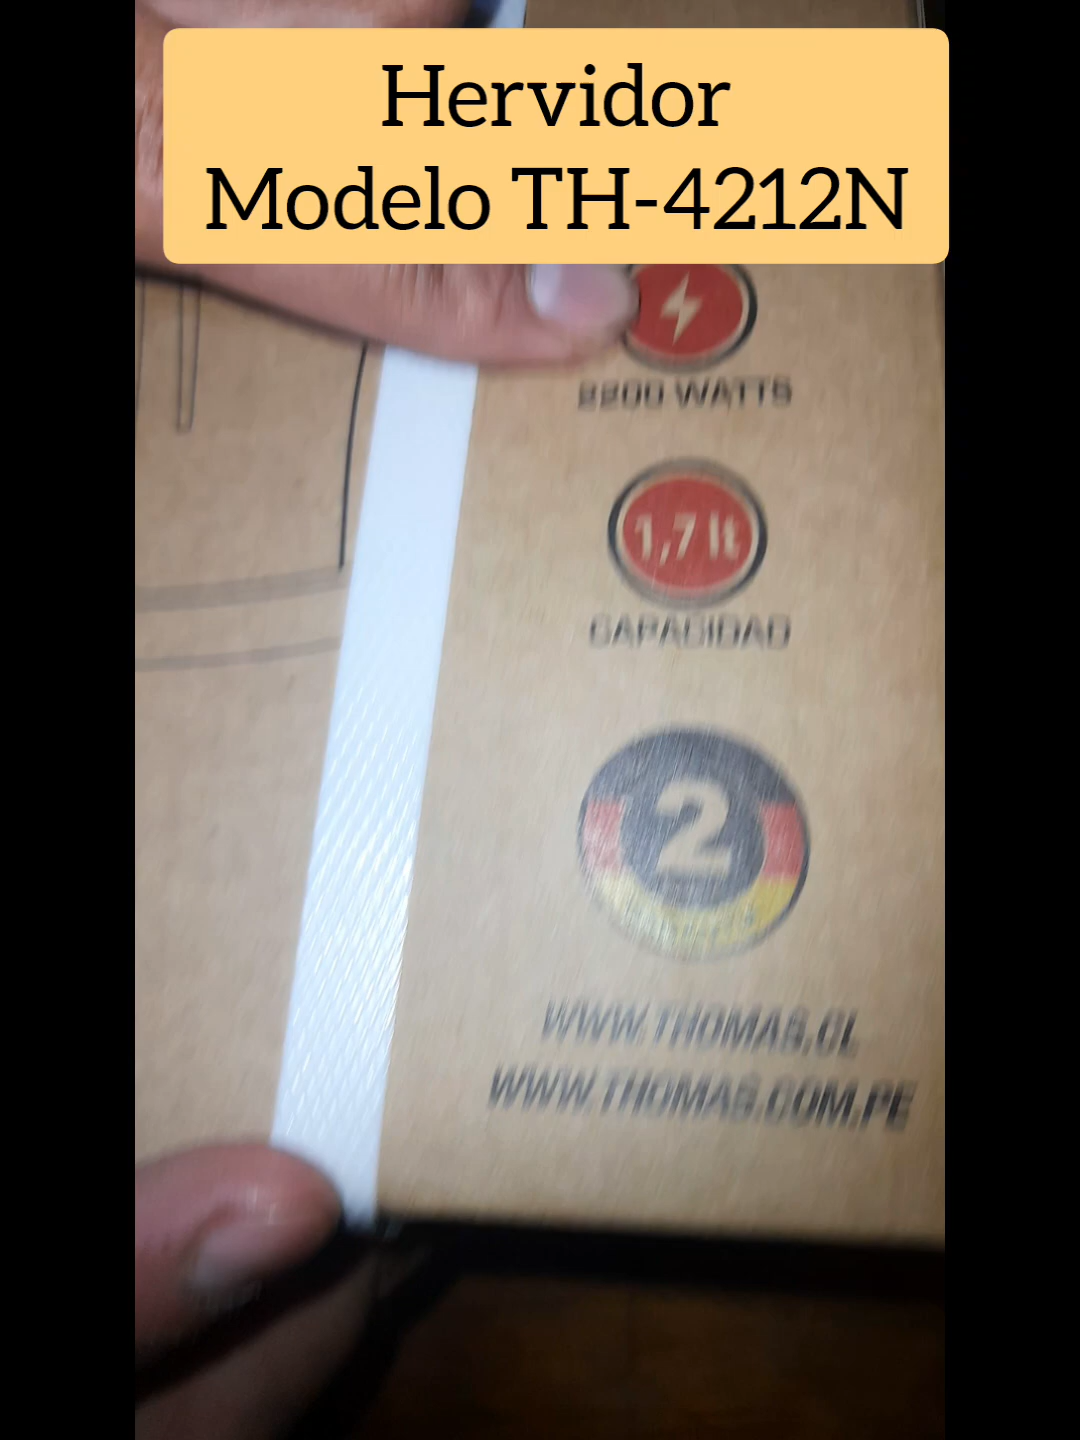 Hervidor
Modelo TH-4212N
2200 WATTS
1,7 lt
CAPACIDAD
2
WWW.THOMAS.CL
WWW.THOMAS.COM.PE